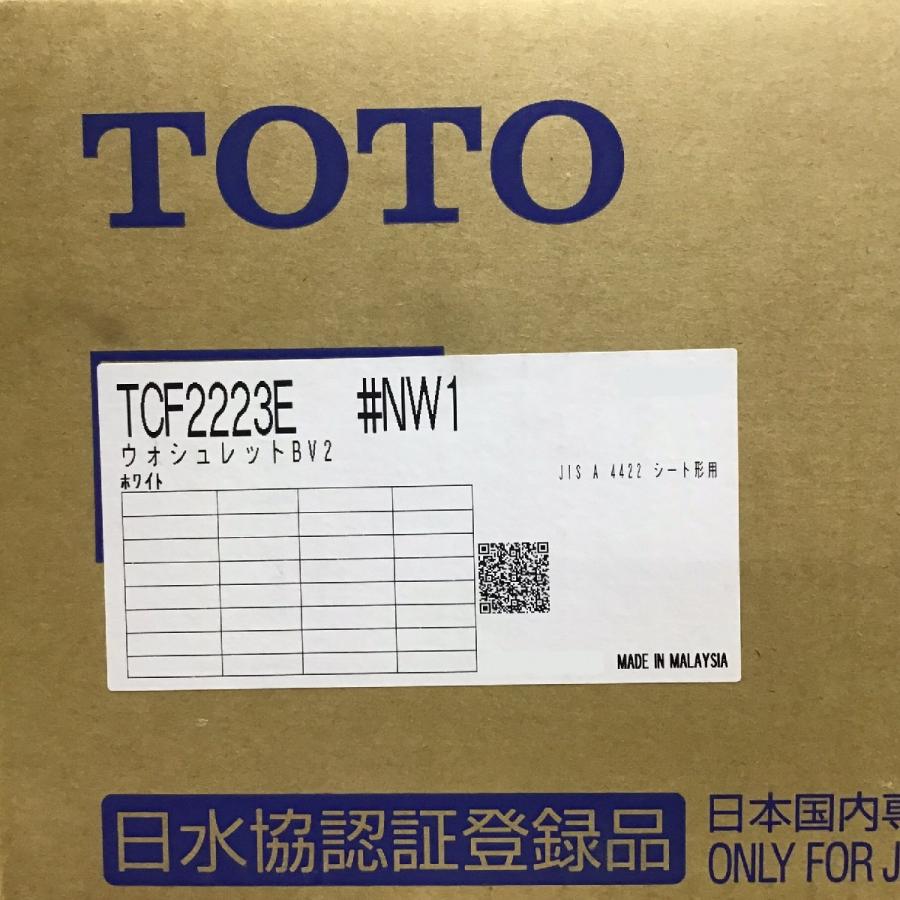 TOTO
TCF2223E #NW1
ウォシュレットBV2
ホワイト
JIS A 4422 シート形用
MADE IN MALAYSIA
日水協認証登録品
日本国内専
ONLY FOR J